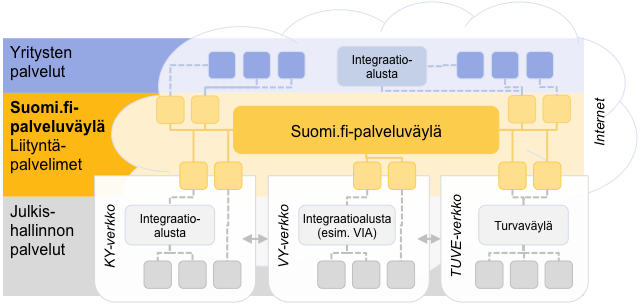 Yritysten
palvelut
Integraatio-
alusta
Suomi.fi-
palveluväylä
Liityntä-
palvelimet
Suomi.fi-palveluväylä
Internet
Julkis-
hallinnon
palvelut
KY-verkko
Integraatio-
alusta
VY-verkko
Integraatioalusta
(esim. VIA)
TUVE-verkko
Turvaväylä